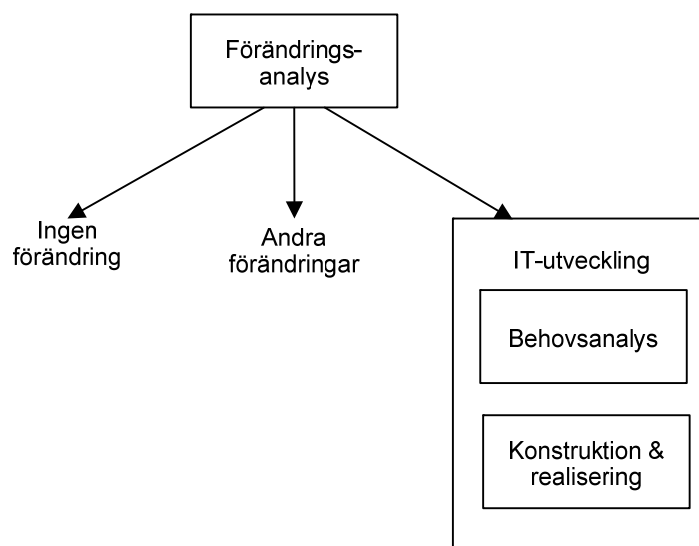 Förändrings-
analys
Ingen
förändring
Andra
förändringar
IT-utveckling
Behovsanalys
Konstruktion &
realisering